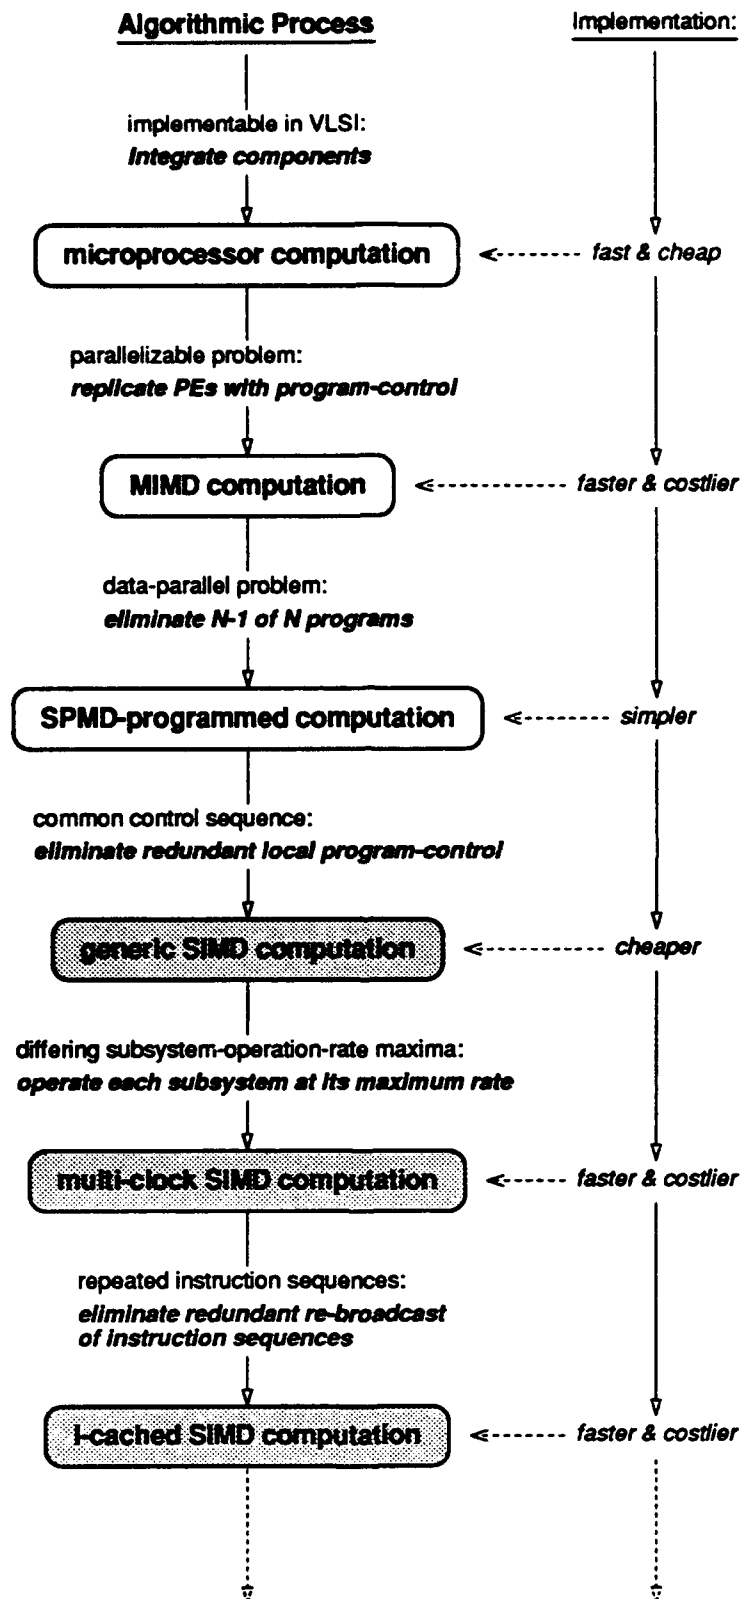 Algorithmic Process
Implementation:
implementable in VLSI:
Integrate components
microprocessor computation
fast & cheap
parallelizable problem:
replicate PEs with program-control
MIMD computation
faster & costlier
data-parallel problem:
eliminate N-1 of N programs
SPMD-programmed computation
simpler
common control sequence:
eliminate redundant local program-control
generic SIMD computation
cheaper
differing subsystem-operation-rate maxima:
operate each subsystem at its maximum rate
multi-clock SIMD computation
faster & costlier
repeated instruction sequences:
eliminate redundant re-broadcast
of instruction sequences
I-cached SIMD computation
faster & costlier